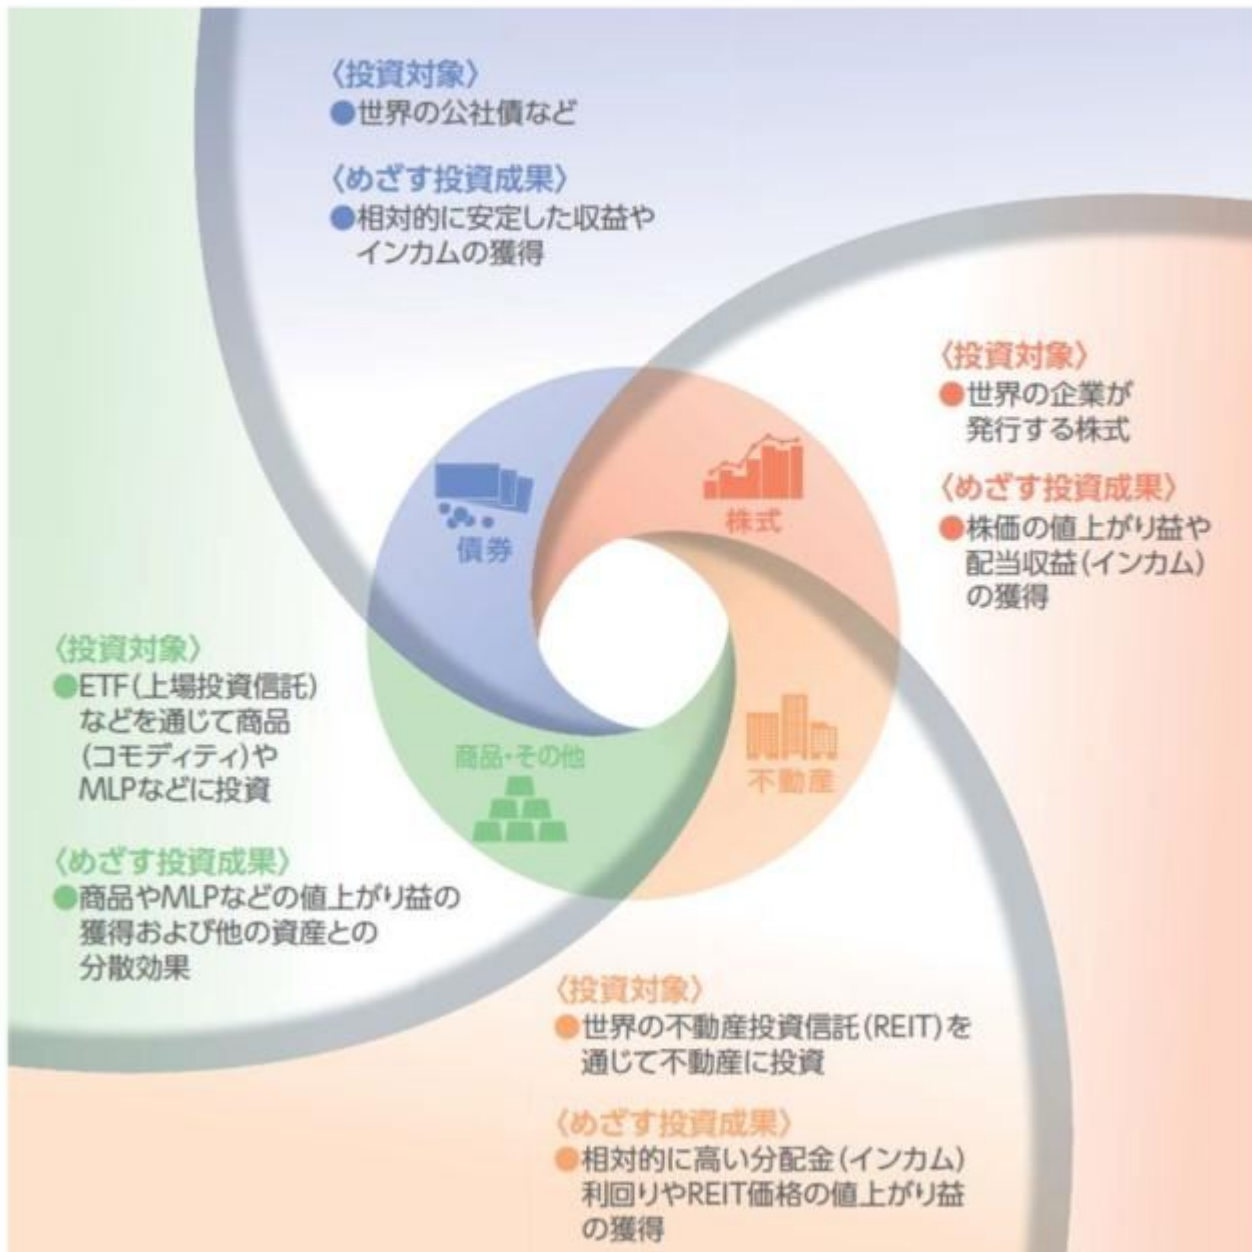 〈投資対象〉
●世界の公社債など
〈めざす投資成果〉
●相対的に安定した収益や
インカムの獲得
〈投資対象〉
●世界の企業が
発行する株式
〈めざす投資成果〉
●株価の値上がり益や
配当収益(インカム)
の獲得
債券
株式
商品・その他
不動産
〈投資対象〉
●ETF(上場投資信託)
などを通じて商品
(コモディティ)や
MLPなどに投資
〈めざす投資成果〉
●商品やMLPなどの値上がり益の
獲得および他の資産との
分散効果
〈投資対象〉
●世界の不動産投資信託(REIT)を
通じて不動産に投資
〈めざす投資成果〉
●相対的に高い分配金(インカム)
利回りやREIT価格の値上がり益
の獲得